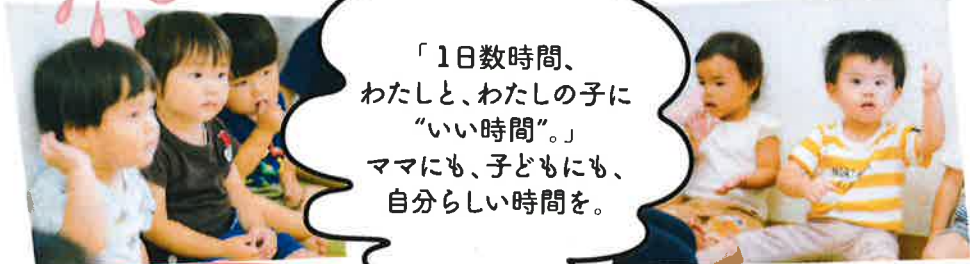 「1日数時間、
わたしと、わたしの子に
“いい時間”。」
ママにも、子どもにも、
自分らしい時間を。